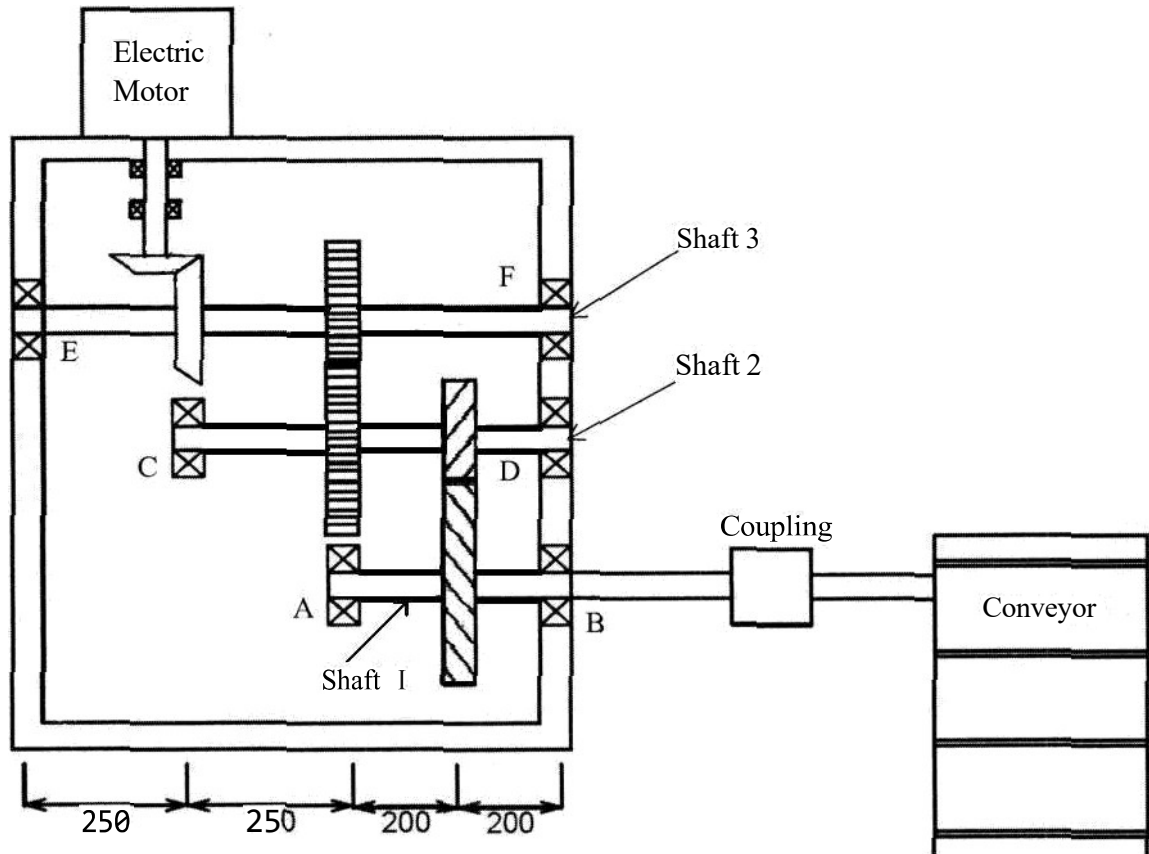 Electric
Motor
F
Shaft 3
E
Shaft 2
C
D
Coupling
A
B
Conveyor
Shaft I
250
250
200
200